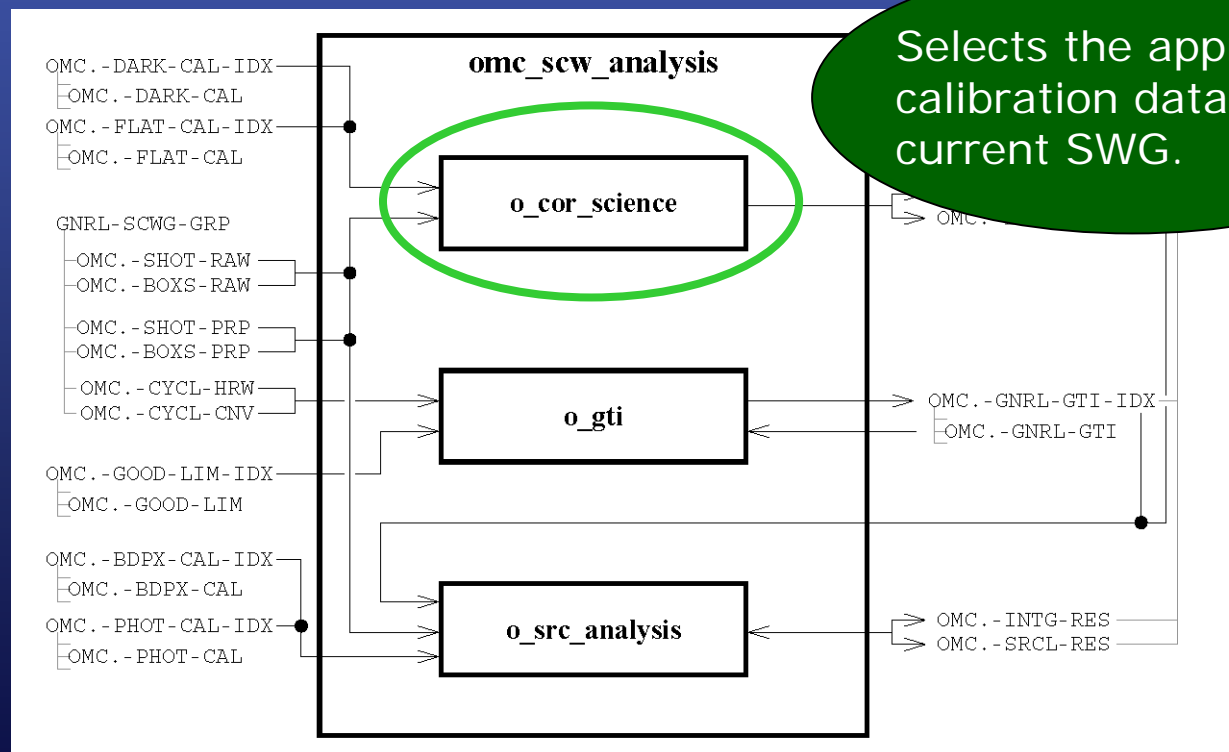 Selects the
calibration data
current SWG.
omc_scw_analysis
OMC.-DARK-CAL-IDX
OMC.-DARK-CAL
OMC.-FLAT-CAL-IDX
OMC.-FLAT-CAL
o_cor_science
GNRL-SCWG-GRP
OMC.-SHOT-RAW
OMC.-BOXS-RAW
OMC.-SHOT-PRP
OMC.-BOXS-PRP
OMC.-CYCL-HRW
OMC.-CYCL-CNV
o_gti
OMC.-GNRL-GTI-IDX
OMC.-GNRL-GTI
OMC.-GOOD-LIM-IDX
OMC.-GOOD-LIM
OMC.-BDPX-CAL-IDX
OMC.-BDPX-CAL
OMC.-PHOT-CAL-IDX
OMC.-PHOT-CAL
o_src_analysis
OMC.-INTG-RES
OMC.-SRCL-RES